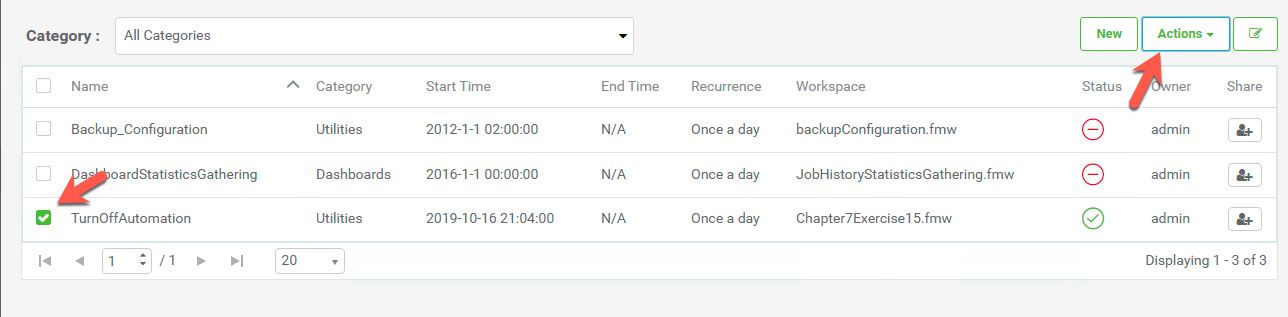 Category : All Categories New Actions
Name Category Start Time End Time Recurrence Workspace Status Owner Share
Backup_Configuration Utilities 2012-1-1 02:00:00 N/A Once a day backupConfiguration.fmw admin
DashboardStatisticsGathering Dashboards 2016-1-1 00:00:00 N/A Once a day JobHistoryStatisticsGathering.fmw admin
TurnOffAutomation Utilities 2019-10-16 21:04:00 N/A Once a day Chapter7Exercise15.fmw admin
1 / 1 20 Displaying 1 - 3 of 3